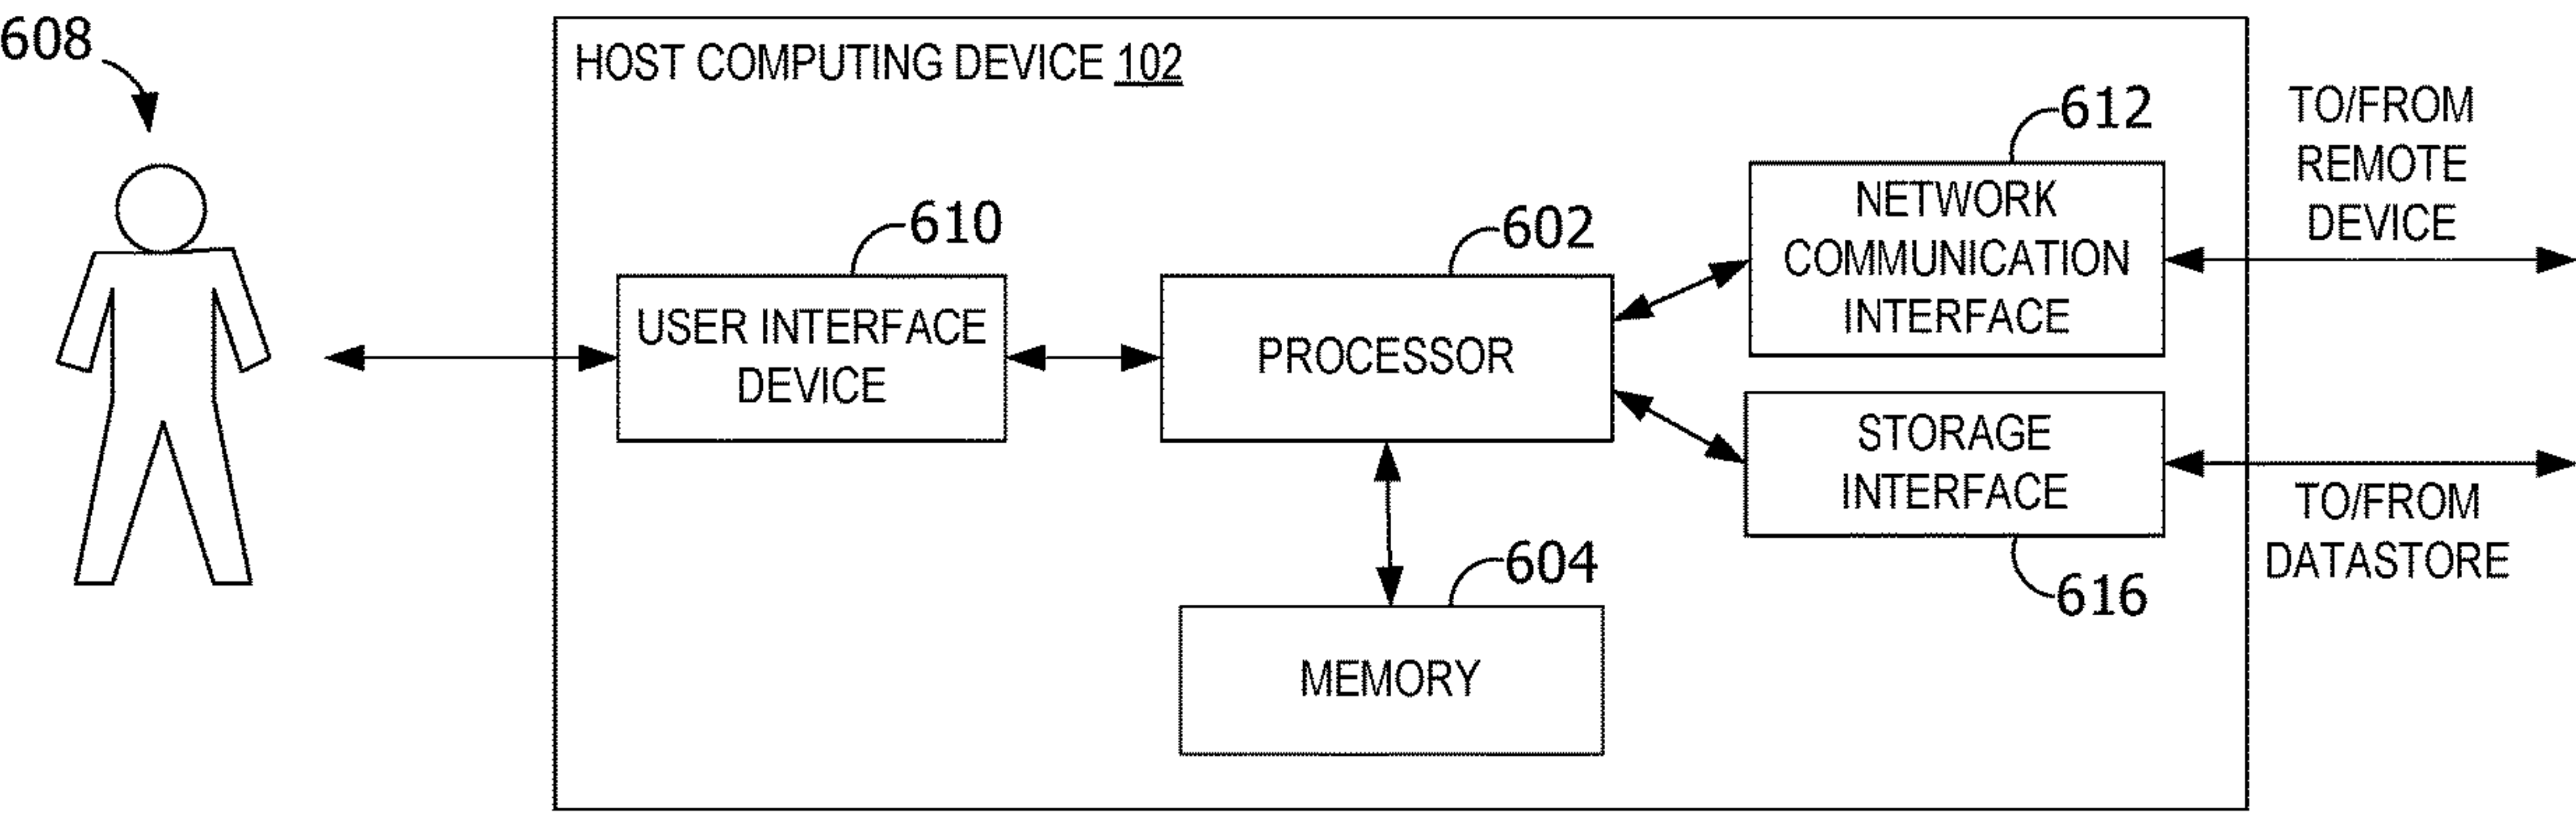 608
HOST COMPUTING DEVICE 102
612
TO/FROM
REMOTE
DEVICE
NETWORK
COMMUNICATION
INTERFACE
610
602
USER INTERFACE
DEVICE
PROCESSOR
STORAGE
INTERFACE
TO/FROM
DATASTORE
616
604
MEMORY